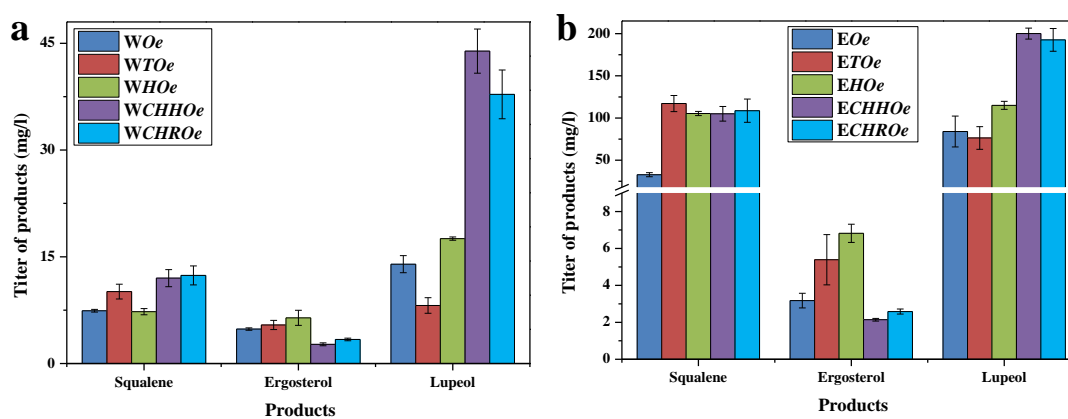 a
WOe
WTOe
WHOe
WCHHOe
WCHROe
45
30
15
0
Titer of products (mg/l)
Squalene
Ergosterol
Lupeol
Products
b
EOe
ETOe
EHOe
ECHHOe
ECHROe
200
150
100
50
8
6
4
2
0
Titer of products (mg/l)
Squalene
Ergosterol
Lupeol
Products